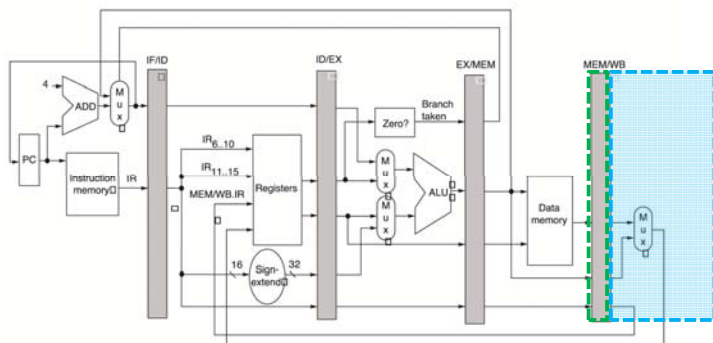 IF/ID
ID/EX
EX/MEM
MEM/WB
4
ADD
M
u
x
Zero?
Branch
taken
PC
Instruction
memory
IR
IR6..10
IR11..15
MEM/WB.IR
Registers
M
u
x
M
u
x
ALU
Data
memory
M
u
x
16
Sign-
extend
32